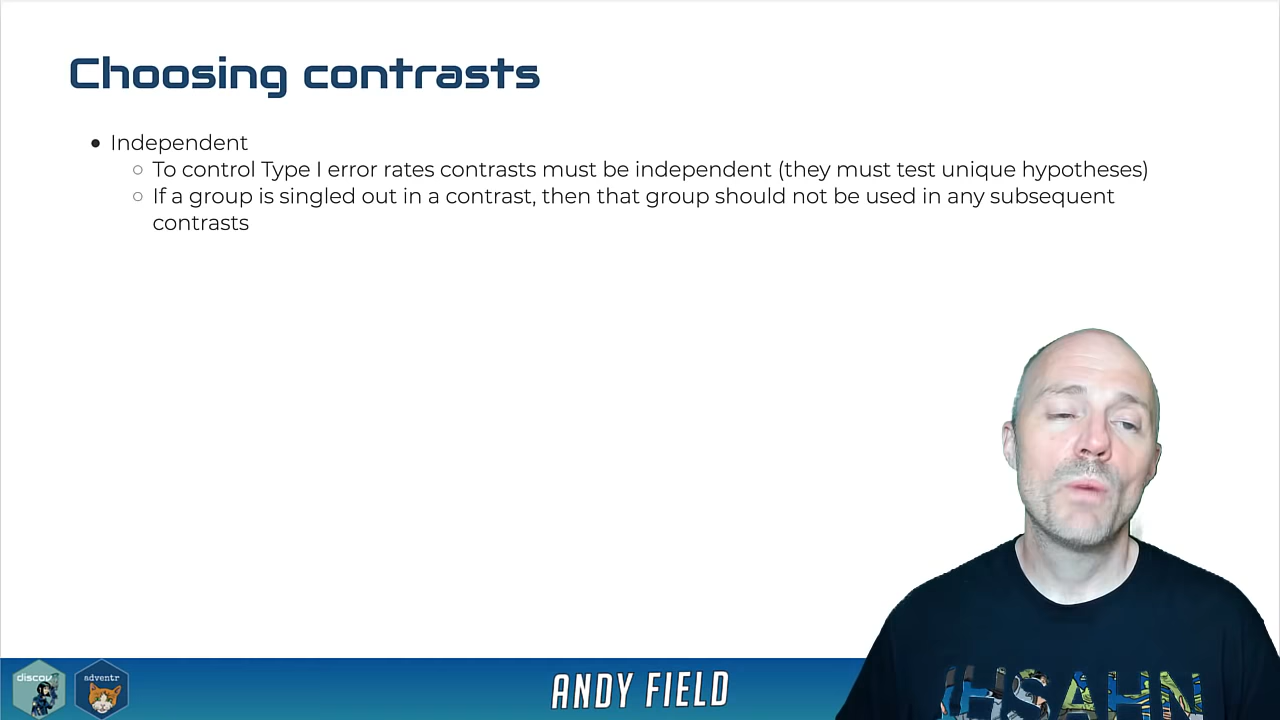 Choosing contrasts
• Independent
○ To control Type I error rates contrasts must be independent (they must test unique hypotheses)
○ If a group is singled out in a contrast, then that group should not be used in any subsequent
contrasts
IHSAHN
discov
adventr
ANDY FIELD